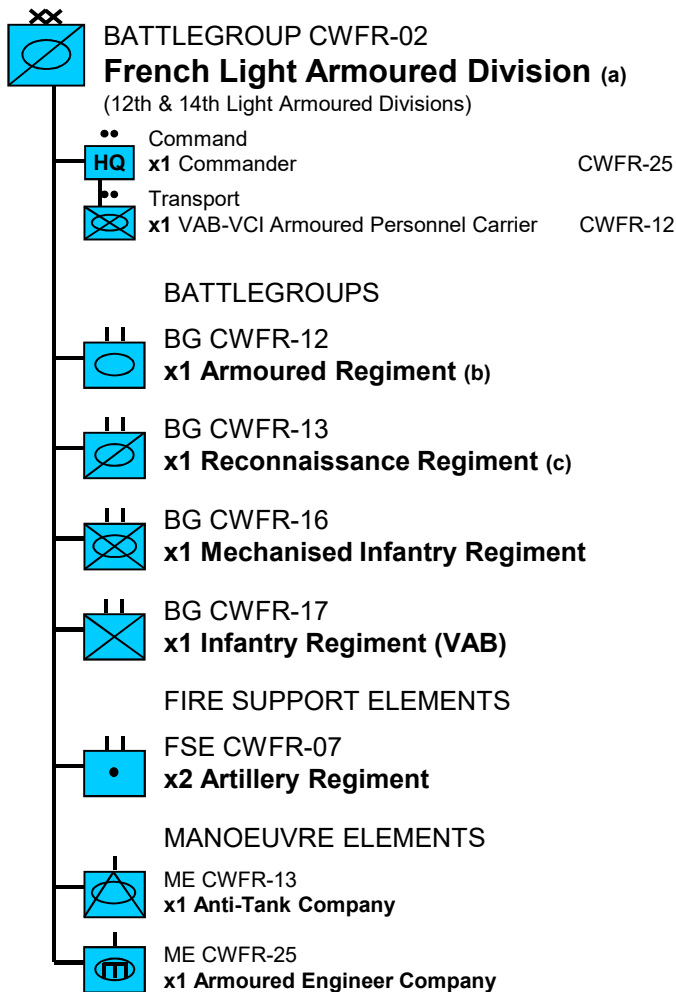 BATTLEGROUP CWFR-02
French Light Armoured Division (a)
(12th & 14th Light Armoured Divisions)
Command
HQ x1 Commander CWFR-25
Transport
x1 VAB-VCI Armoured Personnel Carrier CWFR-12
BATTLEGROUPS
BG CWFR-12
x1 Armoured Regiment (b)
BG CWFR-13
x1 Reconnaissance Regiment (c)
BG CWFR-16
x1 Mechanised Infantry Regiment
BG CWFR-17
x1 Infantry Regiment (VAB)
FIRE SUPPORT ELEMENTS
FSE CWFR-07
x2 Artillery Regiment
MANOEUVRE ELEMENTS
ME CWFR-13
x1 Anti-Tank Company
ME CWFR-25
x1 Armoured Engineer Company